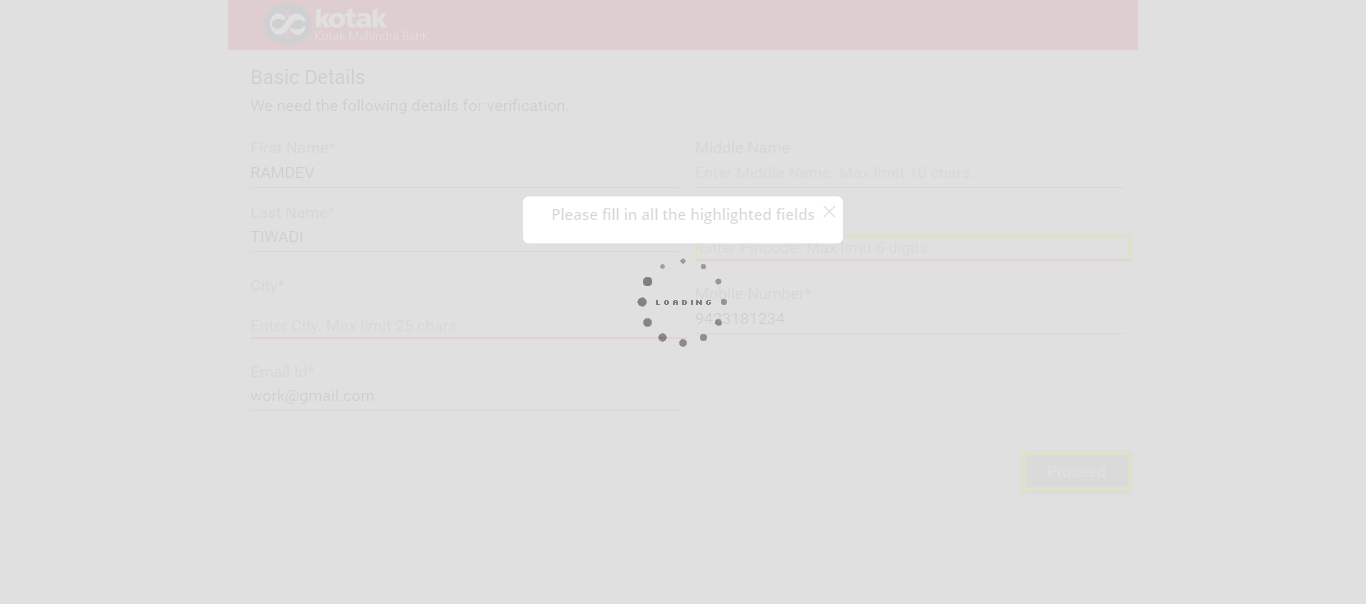 kotak
Kotak Mahindra Bank
Basic Details
We need the following details for verification.
First Name*
RAMDEV
Middle Name
Enter Middle Name. Max limit 10 chars.
Last Name*
TIWADI
Please fill in all the highlighted fields
Enter Pincode. Max limit 6 digits.
City*
Enter City. Max limit 25 chars
LOADING
Mobile Number*
9433181234
Email Id*
work@gmail.com
Proceed